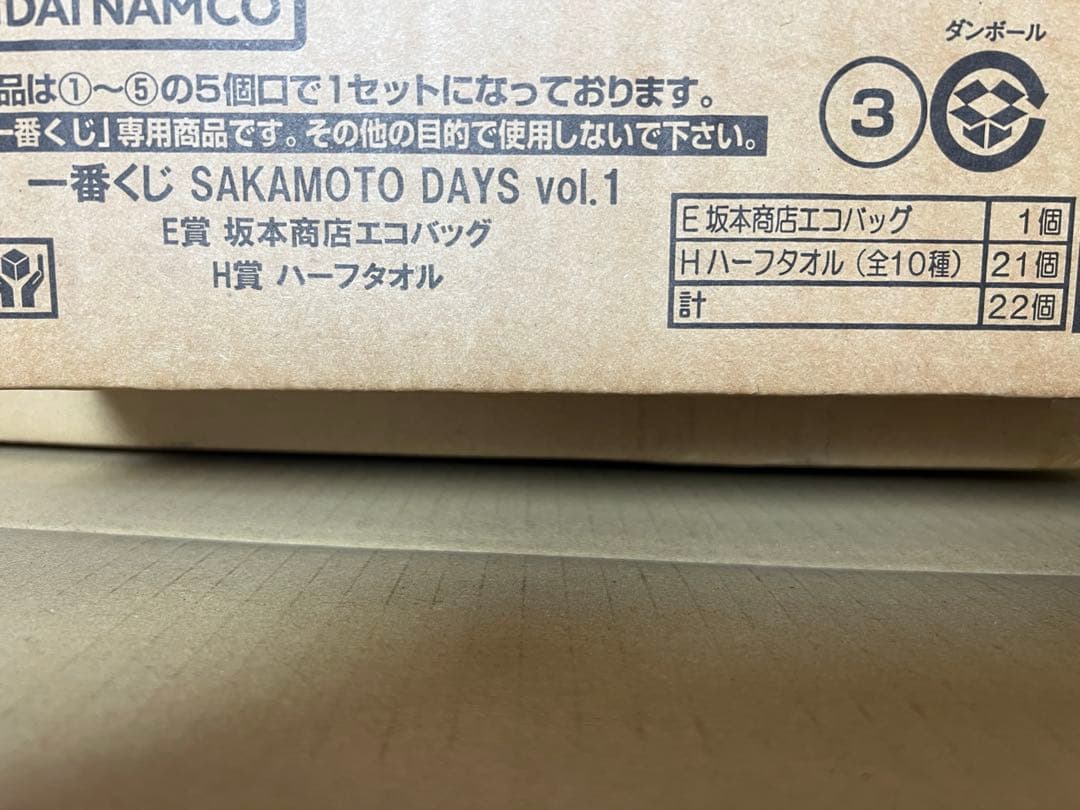 DAI NAMCO
ダンボール
品は①～⑤の5個口で1セットになっております。
③
一番くじ」専用商品です。その他の目的で使用しないで下さい。
一番くじ SAKAMOTO DAYS vol.1
E賞 坂本商店エコバッグ
H賞 ハーフタオル
E 坂本商店エコバッグ 1個
H ハーフタオル（全10種） 21個
計 22個